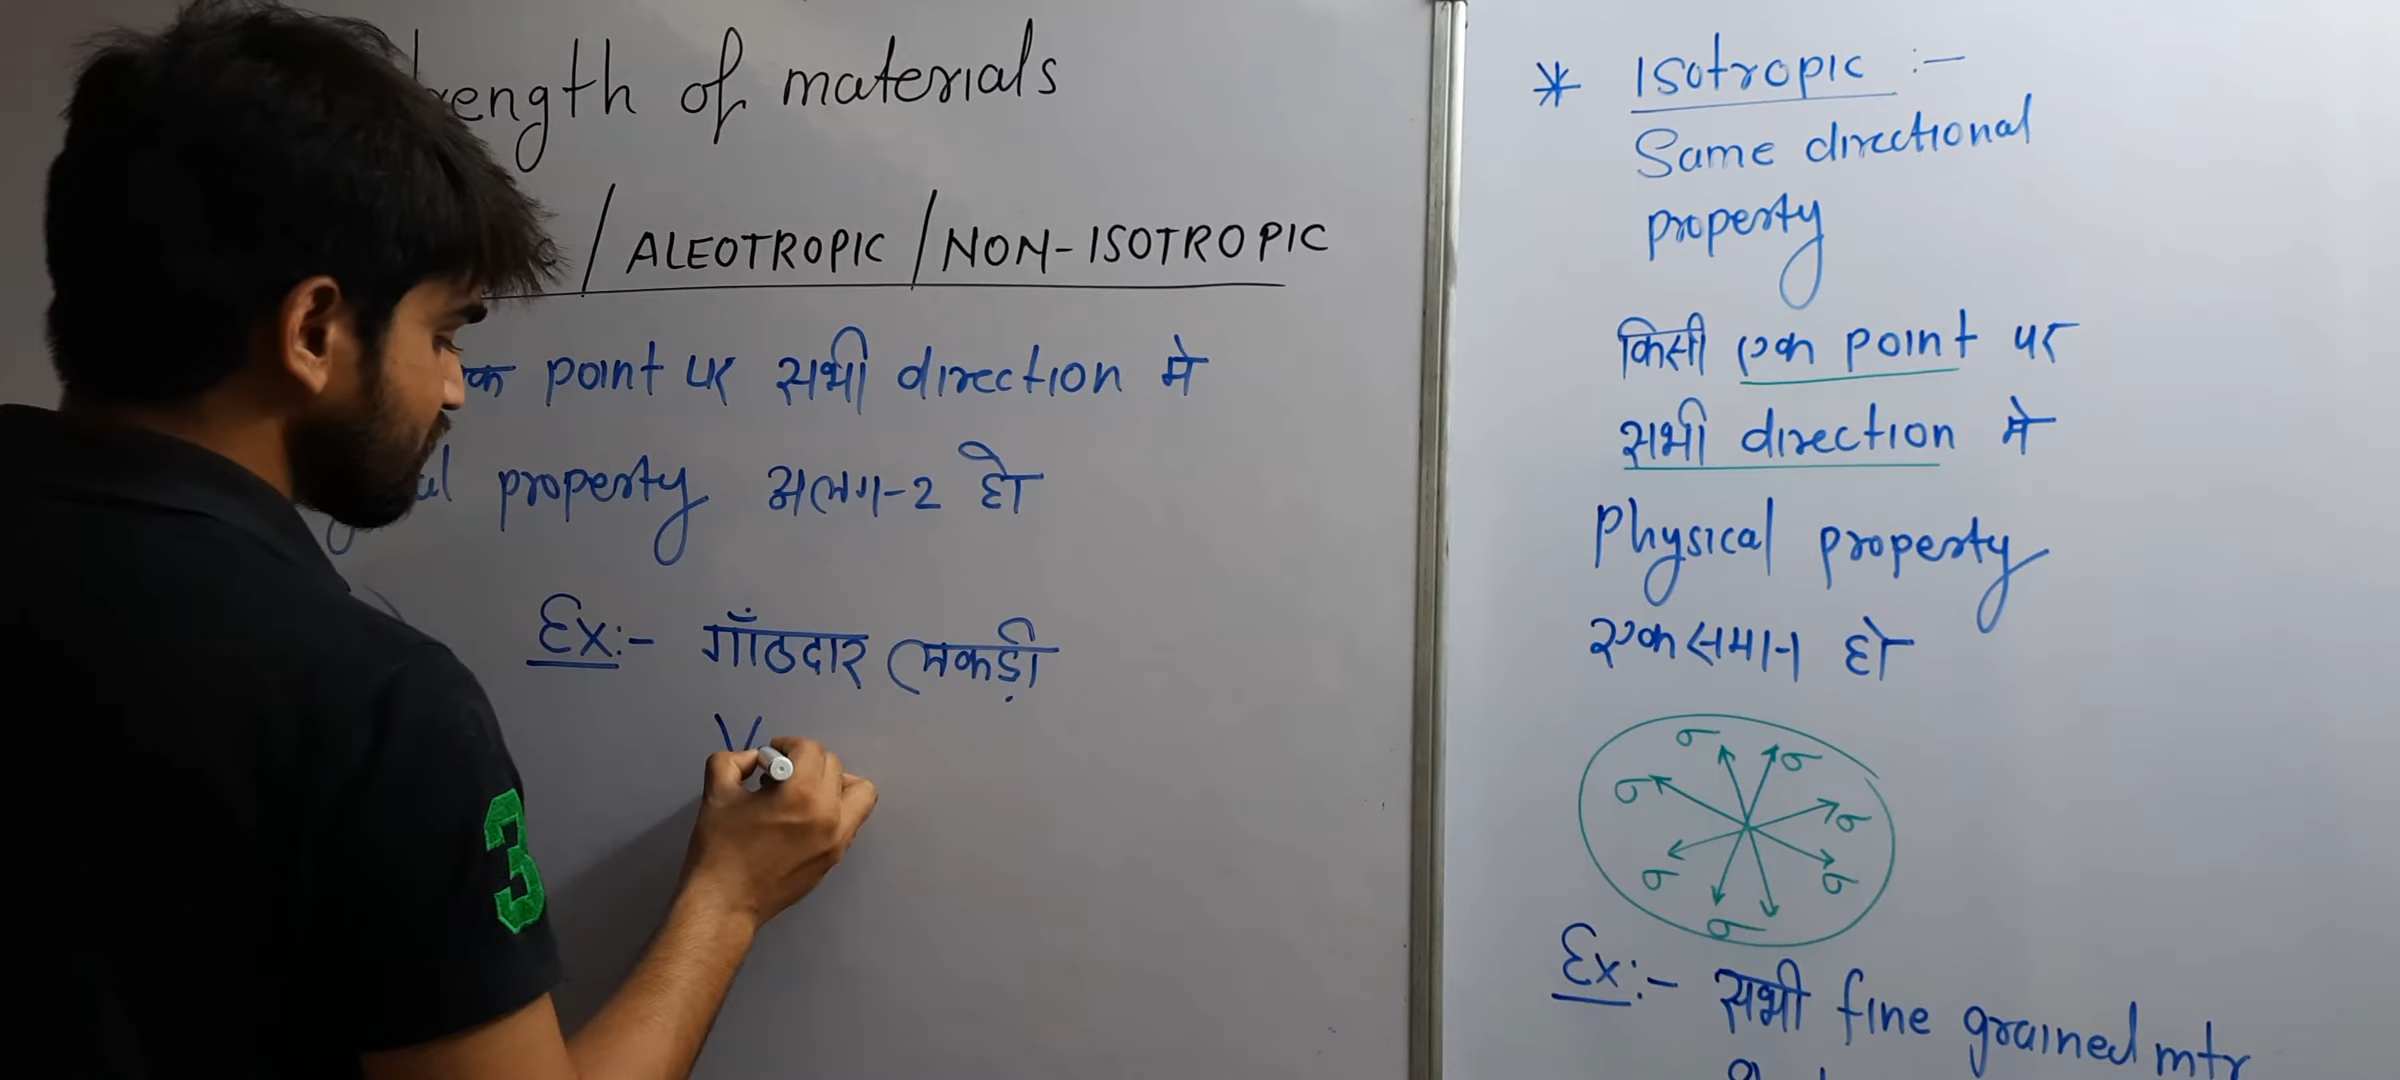 of materials
/ ALEOTROPIC / NON-ISOTROPIC
point पर सभी direction मे
property अलग-2 हो
Ex:- गाँठदार लकड़ी
3
* Isotropic :-
Same directional
property
किसी एक point पर
सभी direction मे
Physical property
एक समान हो
σ σ
σ σ
σ σ
σ
Ex:- सभी fine grained mtr